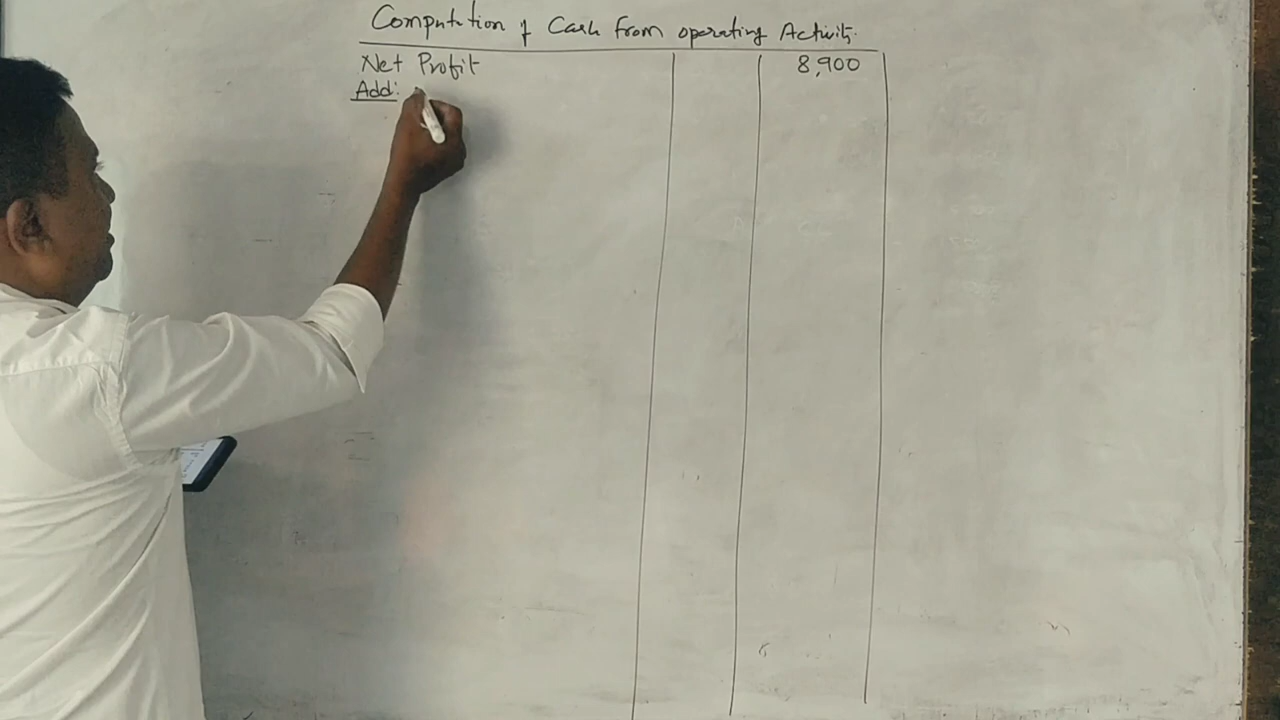 Computation of Cash from operating Activity.
Net Profit 8,900
Add: